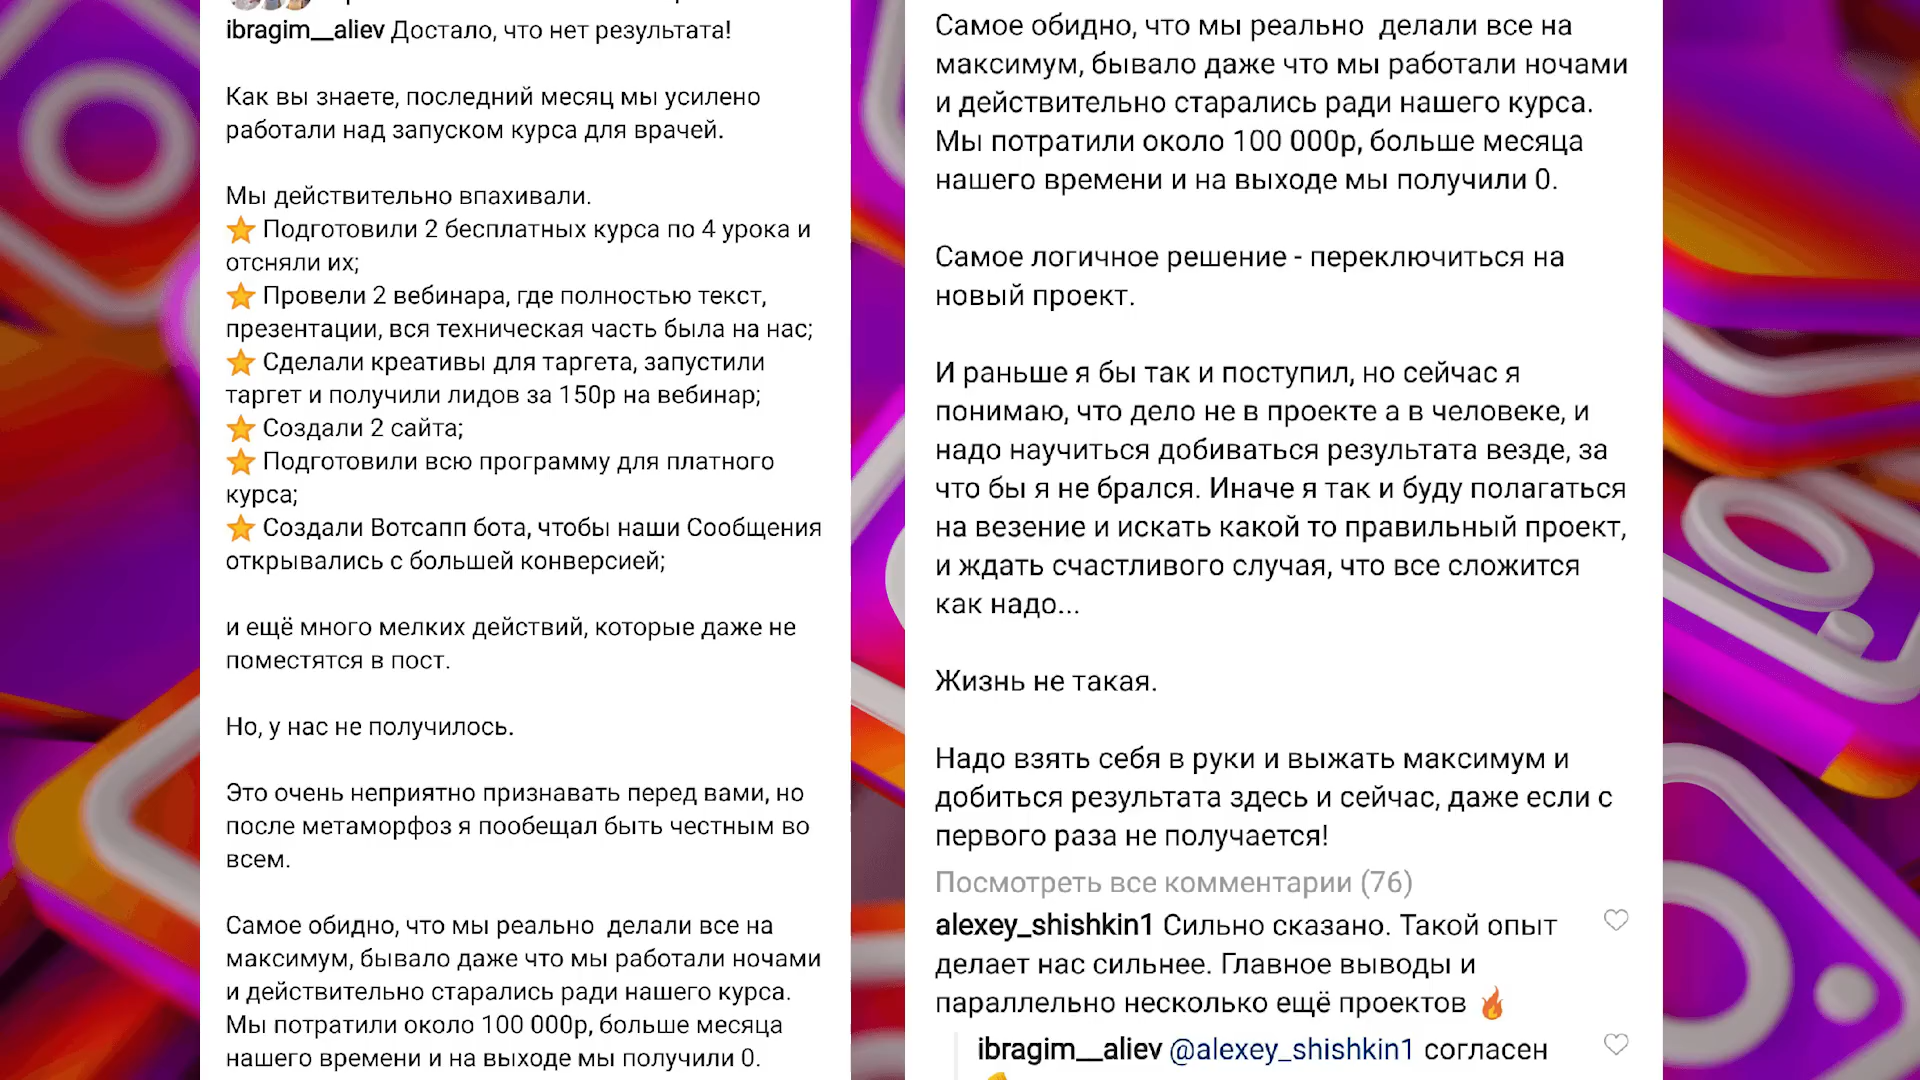 ibragim__aliev Достало, что нет результата!
Как вы знаете, последний месяц мы усилено
работали над запуском курса для врачей.
Мы действительно впахивали.
⭐ Подготовили 2 бесплатных курса по 4 урока и
отсняли их;
⭐ Провели 2 вебинара, где полностью текст,
презентации, вся техническая часть была на нас;
⭐ Сделали креативы для таргета, запустили
таргет и получили лидов за 150р на вебинар;
⭐ Создали 2 сайта;
⭐ Подготовили всю программу для платного
курса;
⭐ Создали Вотсапп бота, чтобы наши Сообщения
открывались с большей конверсией;
и ещё много мелких действий, которые даже не
поместятся в пост.
Но, у нас не получилось.
Это очень неприятно признавать перед вами, но
после метаморфоз я пообещал быть честным во
всем.
Самое обидно, что мы реально  делали все на
максимум, бывало даже что мы работали ночами
и действительно старались ради нашего курса.
Мы потратили около 100 000р, больше месяца
нашего времени и на выходе мы получили 0.
Самое обидно, что мы реально  делали все на
максимум, бывало даже что мы работали ночами
и действительно старались ради нашего курса.
Мы потратили около 100 000р, больше месяца
нашего времени и на выходе мы получили 0.
Самое логичное решение - переключиться на
новый проект.
И раньше я бы так и поступил, но сейчас я
понимаю, что дело не в проекте а в человеке, и
надо научиться добиваться результата везде, за
что бы я не брался. Иначе я так и буду полагаться
на везение и искать какой то правильный проект,
и ждать счастливого случая, что все сложится
как надо...
Жизнь не такая.
Надо взять себя в руки и выжать максимум и
добиться результата здесь и сейчас, даже если с
первого раза не получается!
Посмотреть все комментарии (76)
alexey_shishkin1 Сильно сказано. Такой опыт
делает нас сильнее. Главное выводы и
параллельно несколько ещё проектов 🔥
ibragim__aliev @alexey_shishkin1 согласен